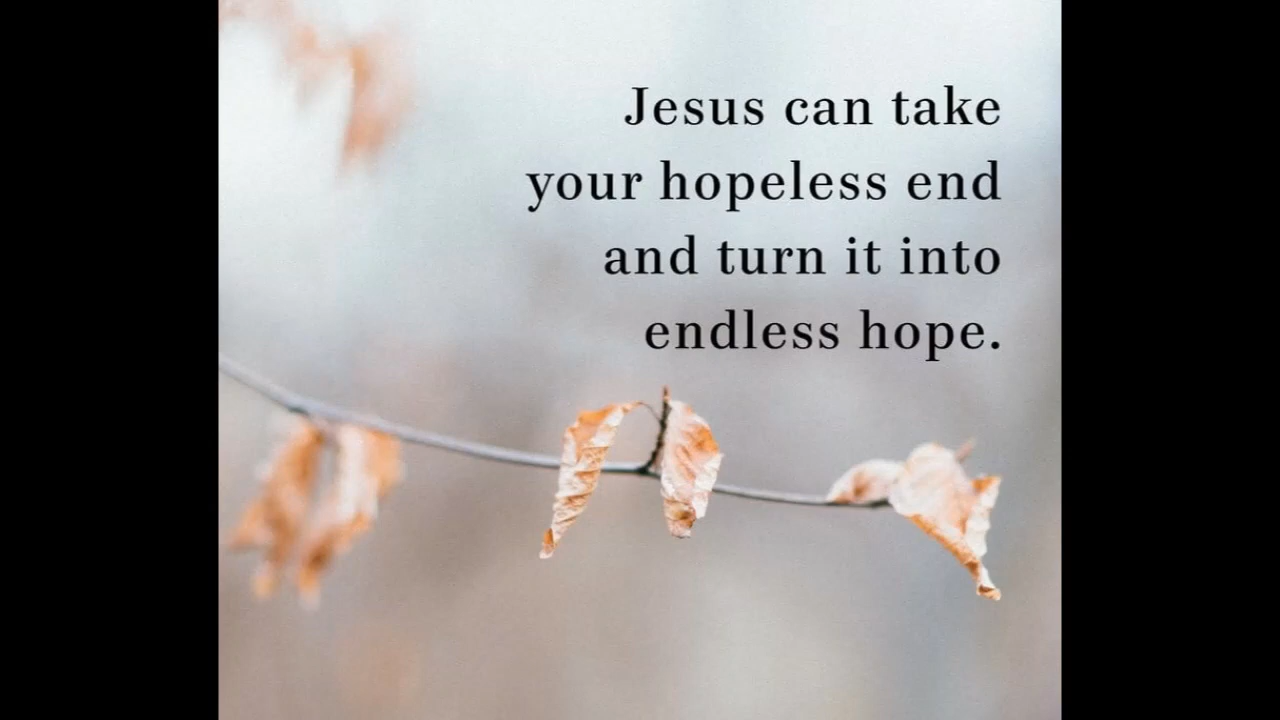 Jesus can take
your hopeless end
and turn it into
endless hope.